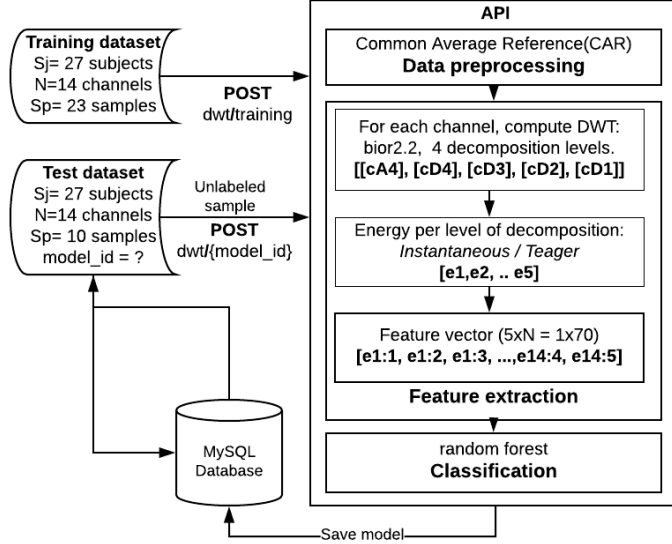 Training dataset
Sj= 27 subjects
N=14 channels
Sp= 23 samples
POST
dwt/training
Test dataset
Sj= 27 subjects
N=14 channels
Sp= 10 samples
model_id = ?
Unlabeled
sample
POST
dwt/{model_id}
MySQL
Database
API
Common Average Reference(CAR)
Data preprocessing
For each channel, compute DWT:
bior2.2, 4 decomposition levels.
[[cA4], [cD4], [cD3], [cD2], [cD1]]
Energy per level of decomposition:
Instantaneous / Teager
[e1,e2, .. e5]
Feature vector (5xN = 1x70)
[e1:1, e1:2, e1:3, ...,e14:4, e14:5]
Feature extraction
random forest
Classification
Save model